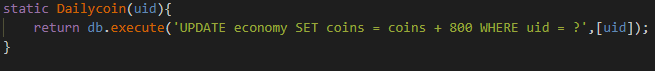 static Dailycoin(uid){
return db.execute('UPDATE economy SET coins = coins + 800 WHERE uid = ?',[uid]);
}